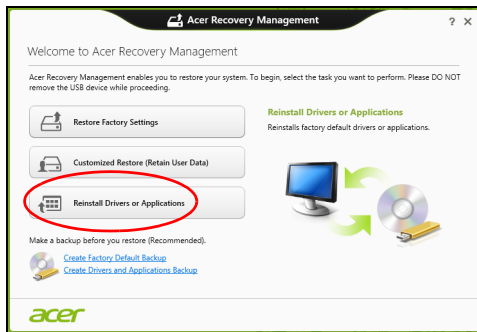 Acer Recovery Management
? X
Welcome to Acer Recovery Management
Acer Recovery Management enables you to restore your system. To begin, select the task you want to perform. Please DO NOT
remove the USB device while proceeding.
Restore Factory Settings
Customized Restore (Retain User Data)
Reinstall Drivers or Applications
Reinstall Drivers or Applications
Reinstalls factory default drivers or applications.
Make a backup before you restore (Recommended).
Create Factory Default Backup
Create Drivers and Applications Backup
acer